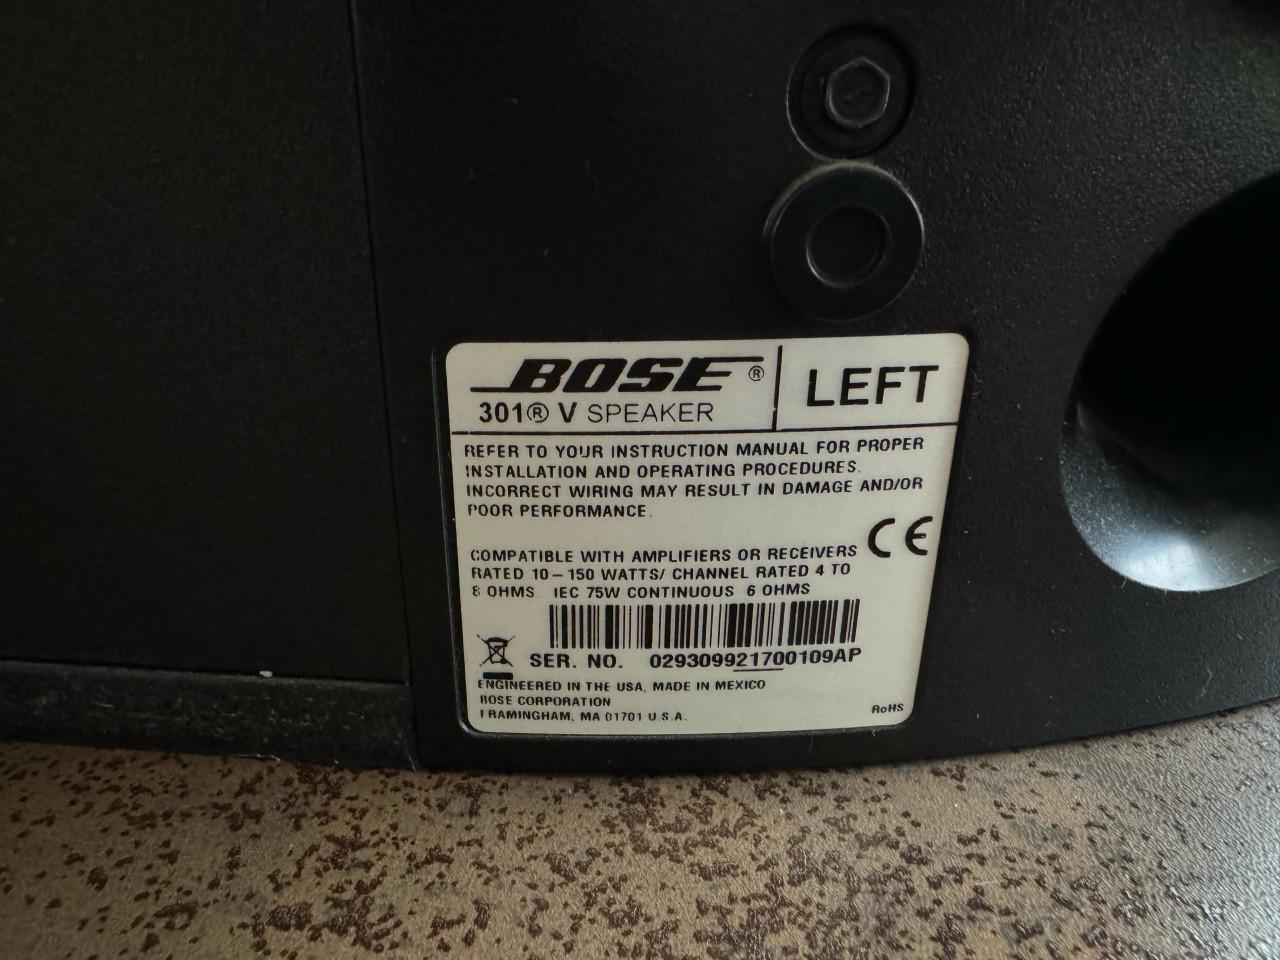 BOSE®
301® V SPEAKER
LEFT
REFER TO YOUR INSTRUCTION MANUAL FOR PROPER
INSTALLATION AND OPERATING PROCEDURES.
INCORRECT WIRING MAY RESULT IN DAMAGE AND/OR
POOR PERFORMANCE.
CE
COMPATIBLE WITH AMPLIFIERS OR RECEIVERS
RATED 10–150 WATTS/ CHANNEL RATED 4 TO
8 OHMS IEC 75W CONTINUOUS 6 OHMS
SER. NO. 029309921700109AP
ENGINEERED IN THE USA, MADE IN MEXICO
BOSE CORPORATION
FRAMINGHAM, MA 01701 U.S.A.
RoHS